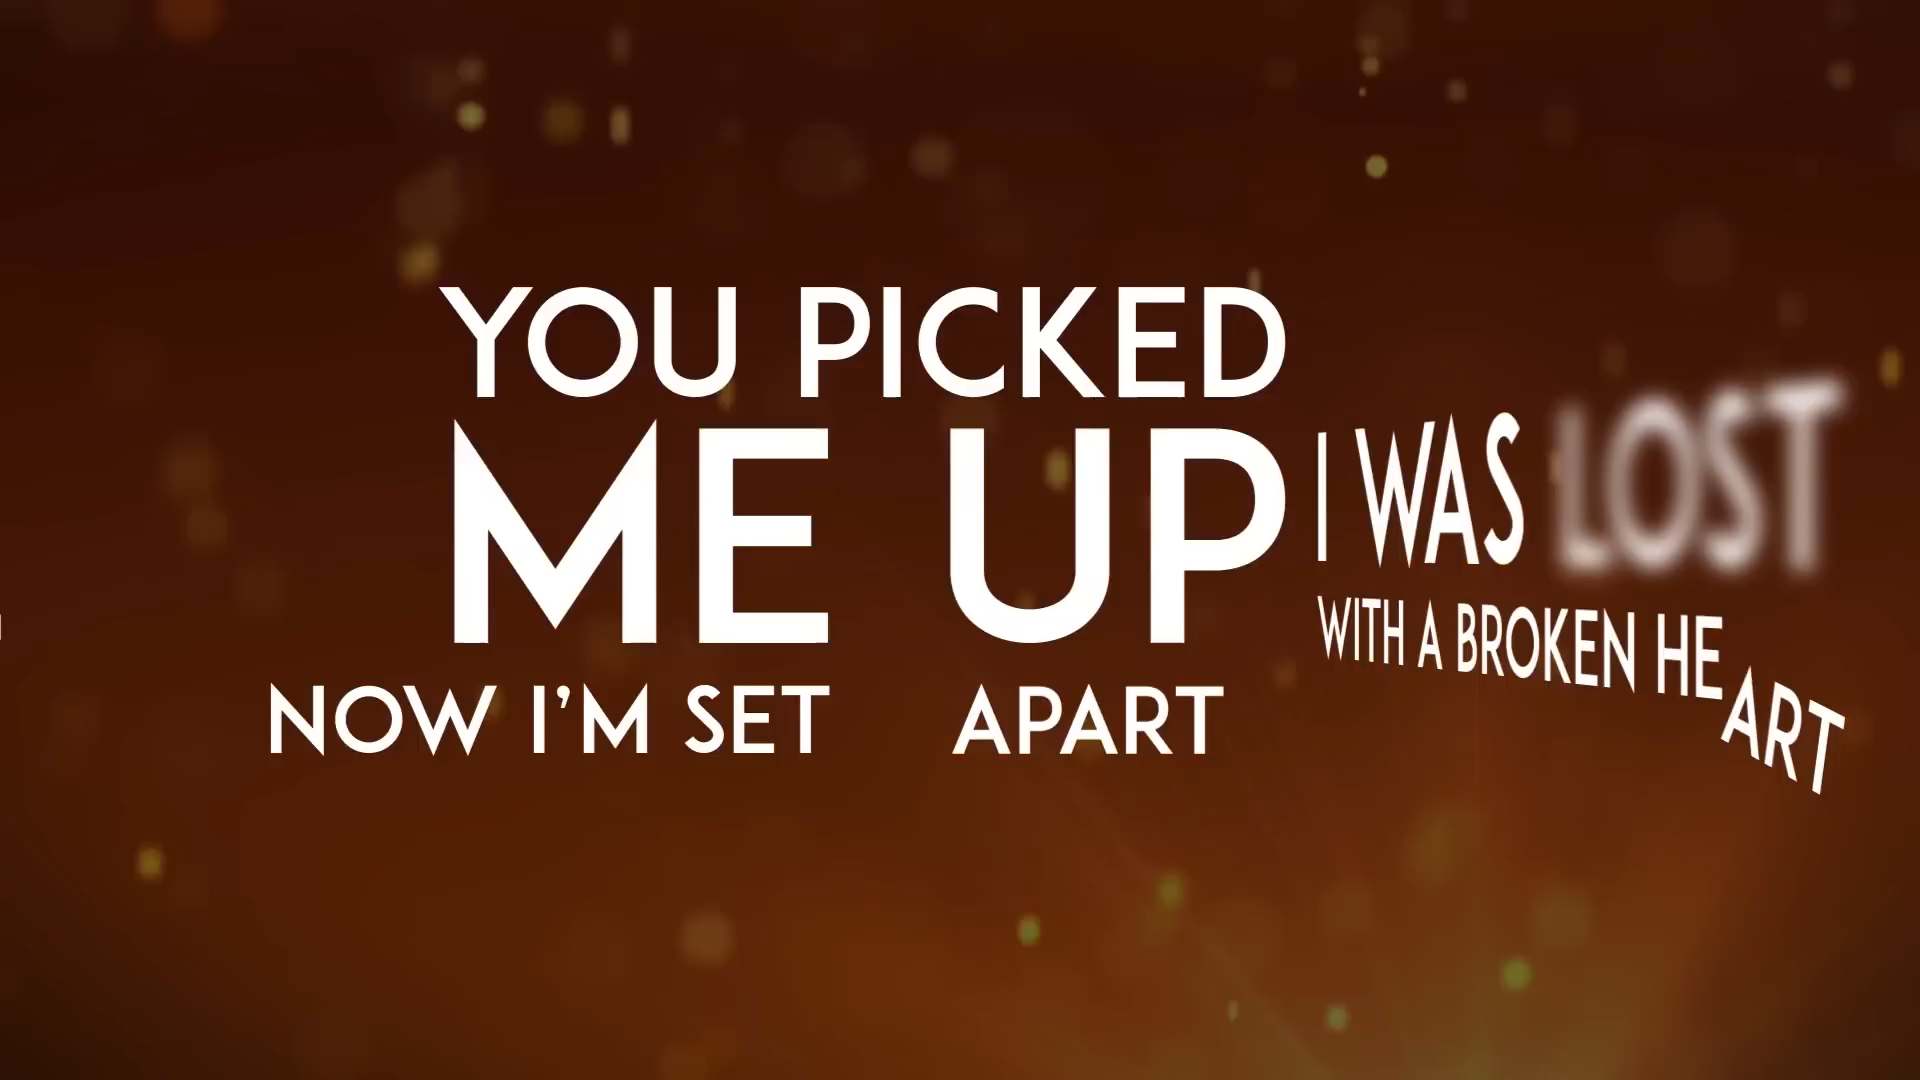 YOU PICKED
ME UP
NOW I'M SET APART
I WAS LOST
WITH A BROKEN HEART